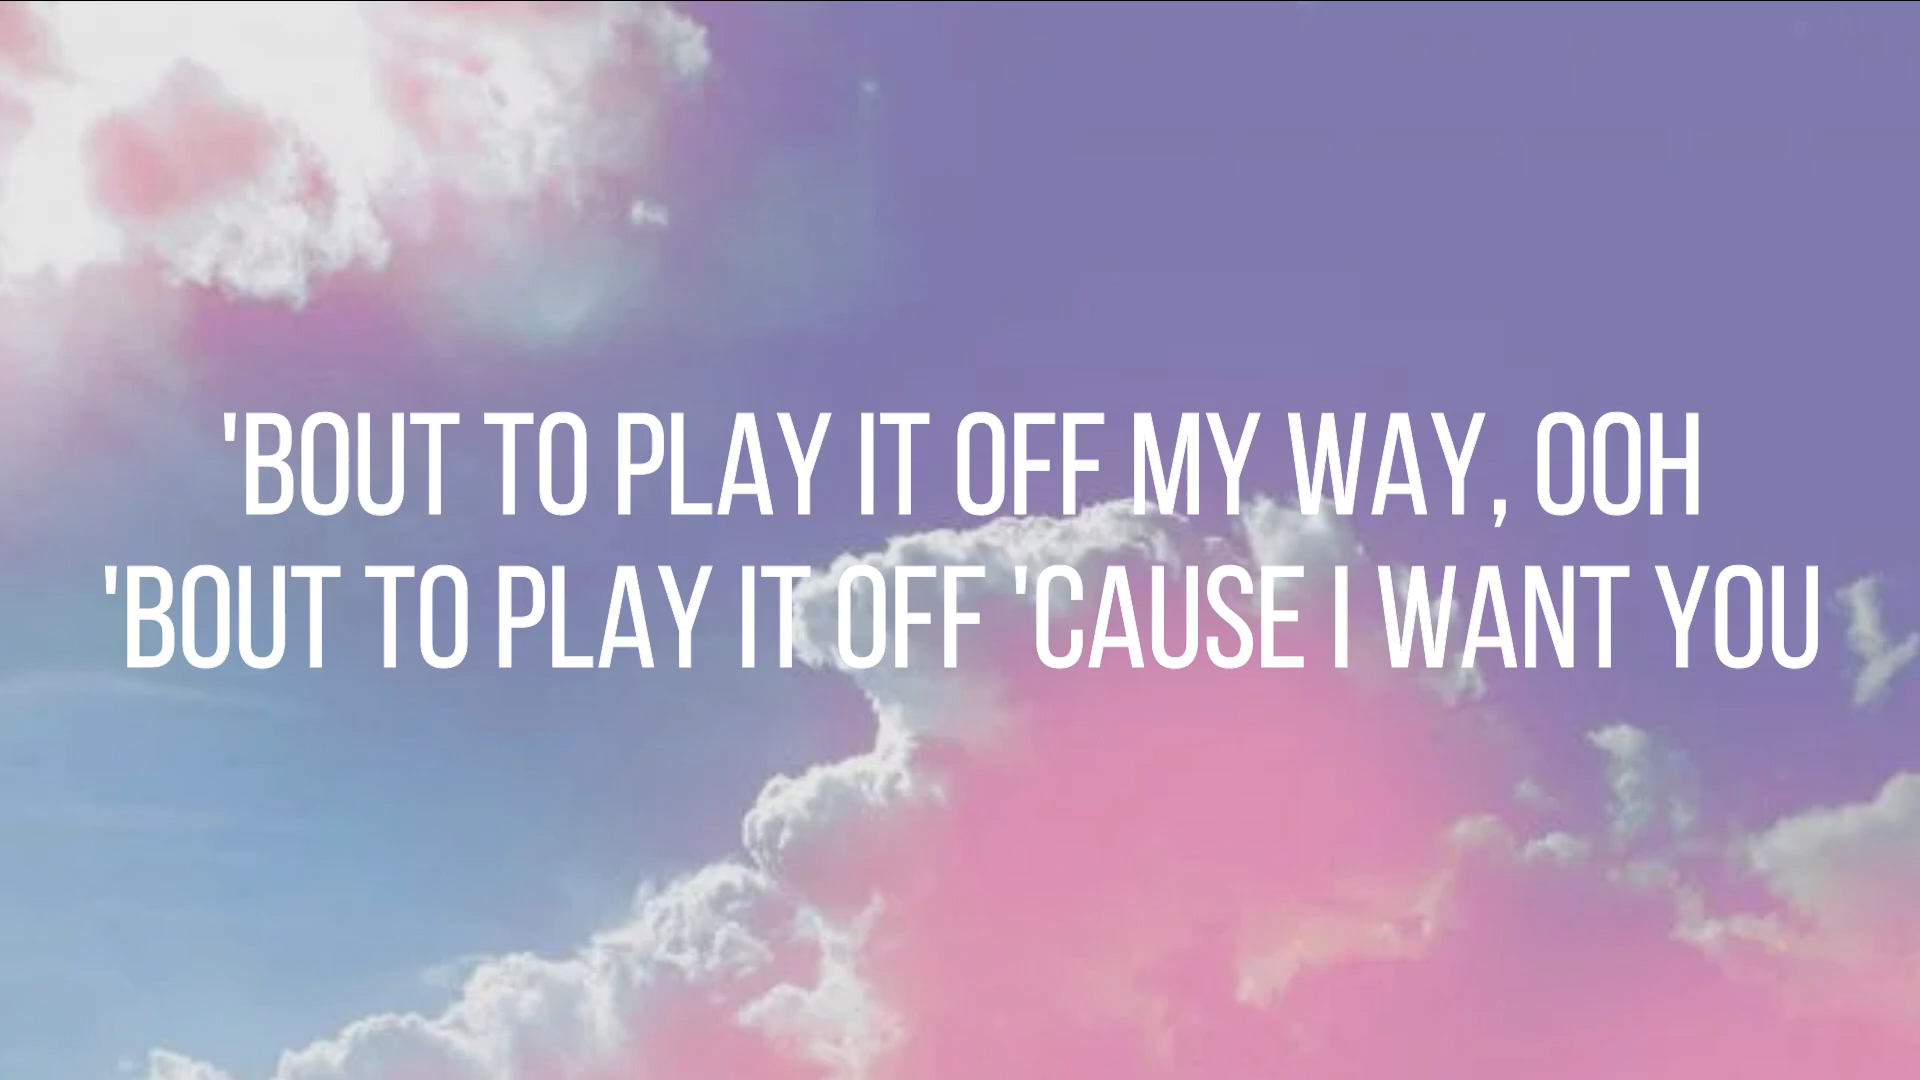 'BOUT TO PLAY IT OFF MY WAY, OOH
'BOUT TO PLAY IT OFF 'CAUSE I WANT YOU